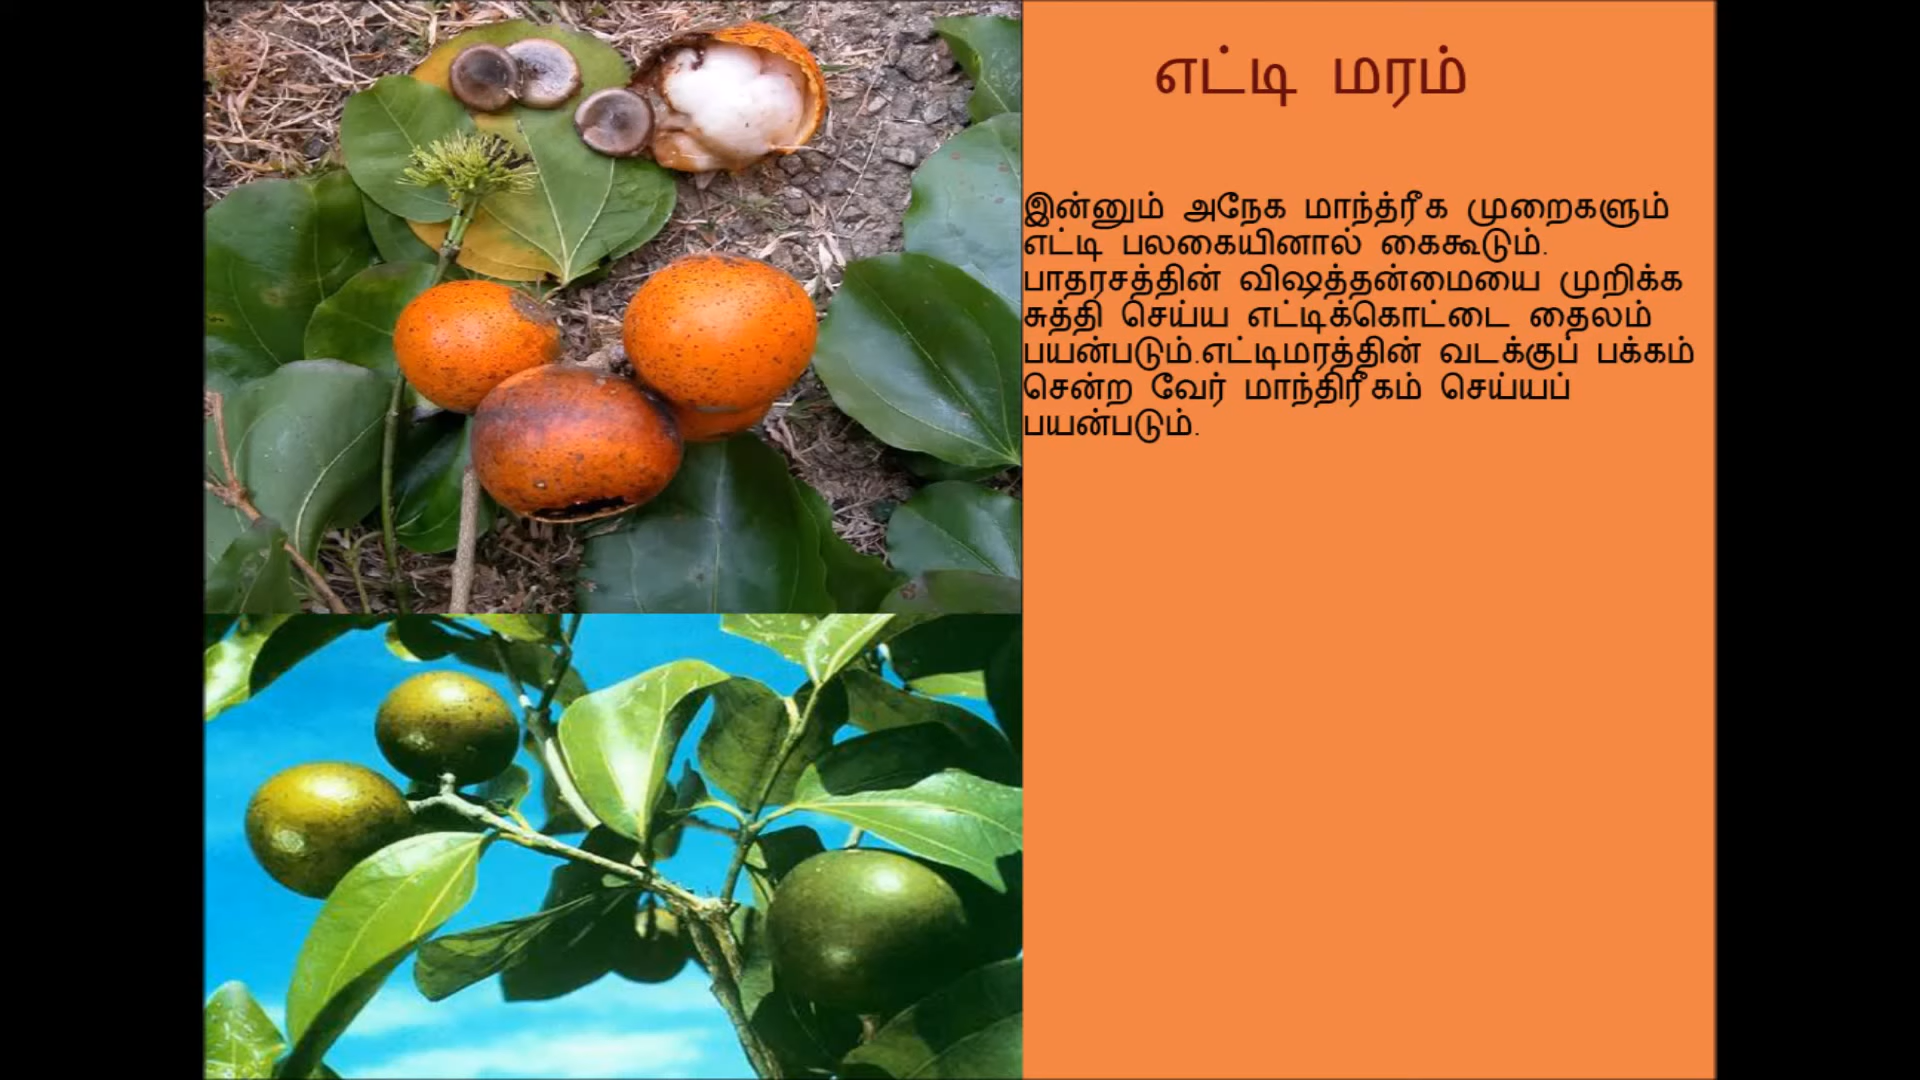 எட்டி மரம்
இன்னும் அநேக மாந்த்ரீக முறைகளும்
எட்டி பலகையினால் கைகூடும்.
பாதரசத்தின் விஷத்தன்மையை முறிக்க
சுத்தி செய்ய எட்டிக்கொட்டை தைலம்
பயன்படும்.எட்டிமரத்தின் வடக்குப் பக்கம்
சென்ற வேர் மாந்திரீகம் செய்யப்
பயன்படும்.